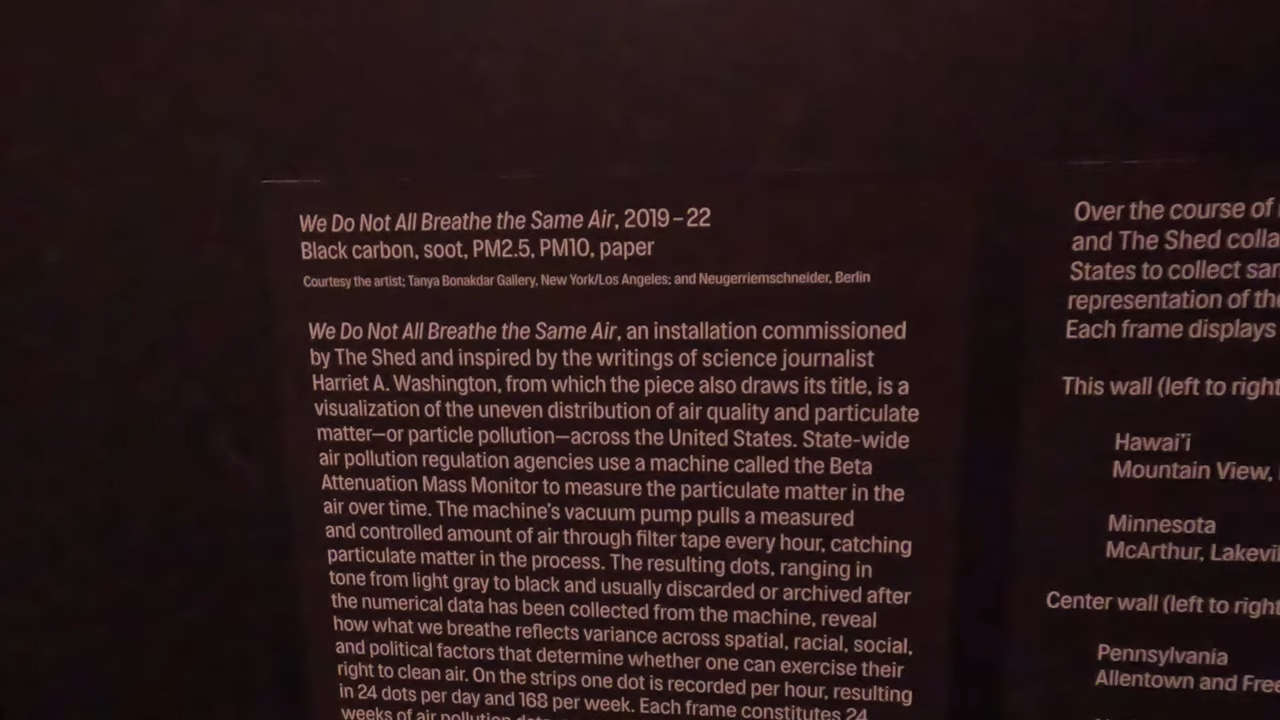 We Do Not All Breathe the Same Air, 2019–22
Black carbon, soot, PM2.5, PM10, paper
Courtesy the artist; Tanya Bonakdar Gallery, New York/Los Angeles; and Neugerriemschneider, Berlin
We Do Not All Breathe the Same Air, an installation commissioned
by The Shed and inspired by the writings of science journalist
Harriet A. Washington, from which the piece also draws its title, is a
visualization of the uneven distribution of air quality and particulate
matter—or particle pollution—across the United States. State-wide
air pollution regulation agencies use a machine called the Beta
Attenuation Mass Monitor to measure the particulate matter in the
air over time. The machine's vacuum pump pulls a measured
and controlled amount of air through filter tape every hour, catching
particulate matter in the process. The resulting dots, ranging in
tone from light gray to black and usually discarded or archived after
the numerical data has been collected from the machine, reveal
how what we breathe reflects variance across spatial, racial, social,
and political factors that determine whether one can exercise their
right to clean air. On the strips one dot is recorded per hour, resulting
in 24 dots per day and 168 per week. Each frame constitutes 24
weeks of air pollution
Over the course of
and The Shed
States to collect
representation of
Each frame displays
This wall (left to right
Hawai'i
Mountain View,
Minnesota
McArthur,
Center wall (left to right
Pennsylvania
Allentown and